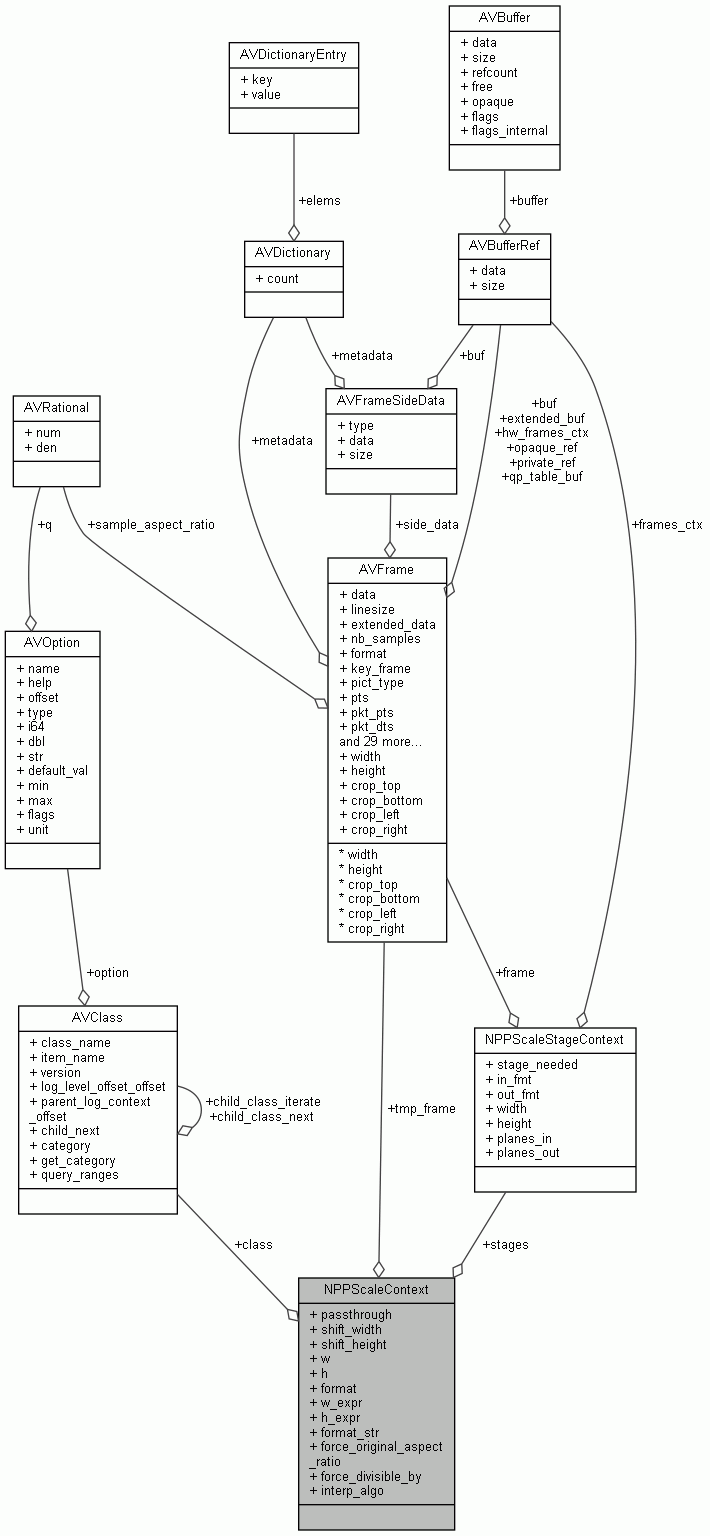 AVBuffer
+ data
+ size
+ refcount
+ free
+ opaque
+ flags
+ flags_internal
AVDictionaryEntry
+ key
+ value
+elems
+buffer
AVDictionary
+ count
AVBufferRef
+ data
+ size
+metadata
+buf
AVRational
+ num
+ den
AVFrameSideData
+ type
+ data
+ size
+metadata
+buf
+extended_buf
+hw_frames_ctx
+opaque_ref
+private_ref
+qp_table_buf
+q
+sample_aspect_ratio
+side_data
+frames_ctx
AVOption
+ name
+ help
+ offset
+ type
+ i64
+ dbl
+ str
+ default_val
+ min
+ max
+ flags
+ unit
AVFrame
+ data
+ linesize
+ extended_data
+ nb_samples
+ format
+ key_frame
+ pict_type
+ pts
+ pkt_pts
+ pkt_dts
and 29 more...
+ width
+ height
+ crop_top
+ crop_bottom
+ crop_left
+ crop_right
* width
* height
* crop_top
* crop_bottom
* crop_left
* crop_right
+option
+frame
AVClass
+ class_name
+ item_name
+ version
+ log_level_offset_offset
+ parent_log_context
_offset
+ child_next
+ category
+ get_category
+ query_ranges
+child_class_iterate
+child_class_next
+tmp_frame
NPPScaleStageContext
+ stage_needed
+ in_fmt
+ out_fmt
+ width
+ height
+ planes_in
+ planes_out
+class
+stages
NPPScaleContext
+ passthrough
+ shift_width
+ shift_height
+ w
+ h
+ format
+ w_expr
+ h_expr
+ format_str
+ force_original_aspect
_ratio
+ force_divisible_by
+ interp_algo